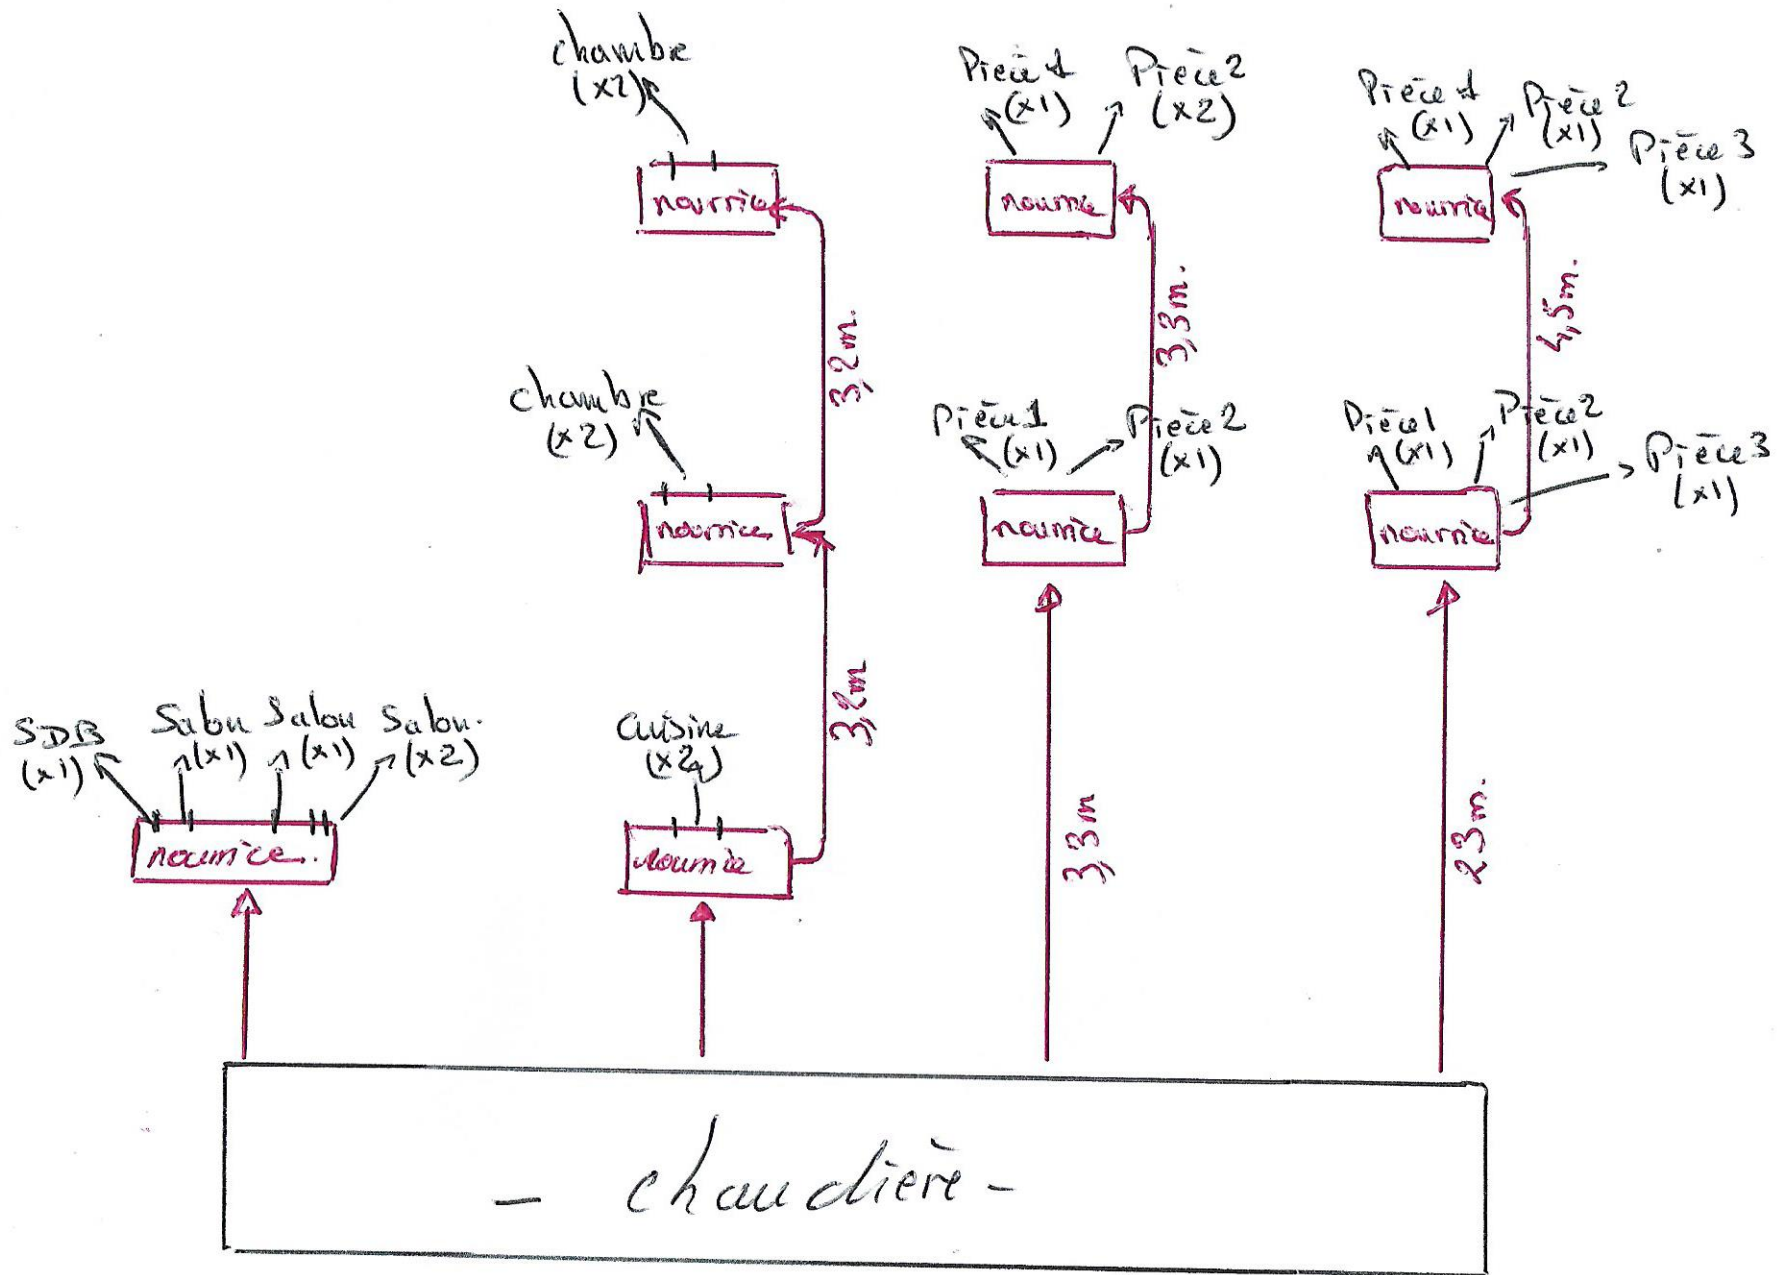 chambre
(x2)
Pièce 1
(x1)
Pièce 2
(x2)
Pièce 1
(x1)
Pièce 2
(x1)
Pièce 3
(x1)
nourrice
nourrice
nourrice
3,2m.
3,3m.
4,5m.
chambre
(x2)
Pièce 1
(x1)
Pièce 2
(x1)
Pièce 1
(x1)
Pièce 2
(x1)
Pièce 3
(x1)
nourrice
nourrice
nourrice
SDB
(x1)
Salon
(x1)
Salon
(x1)
Salon.
(x2)
Cuisine
(x2)
3,2m
3,3m
23m.
nourrice.
nourrice
- chaudière -